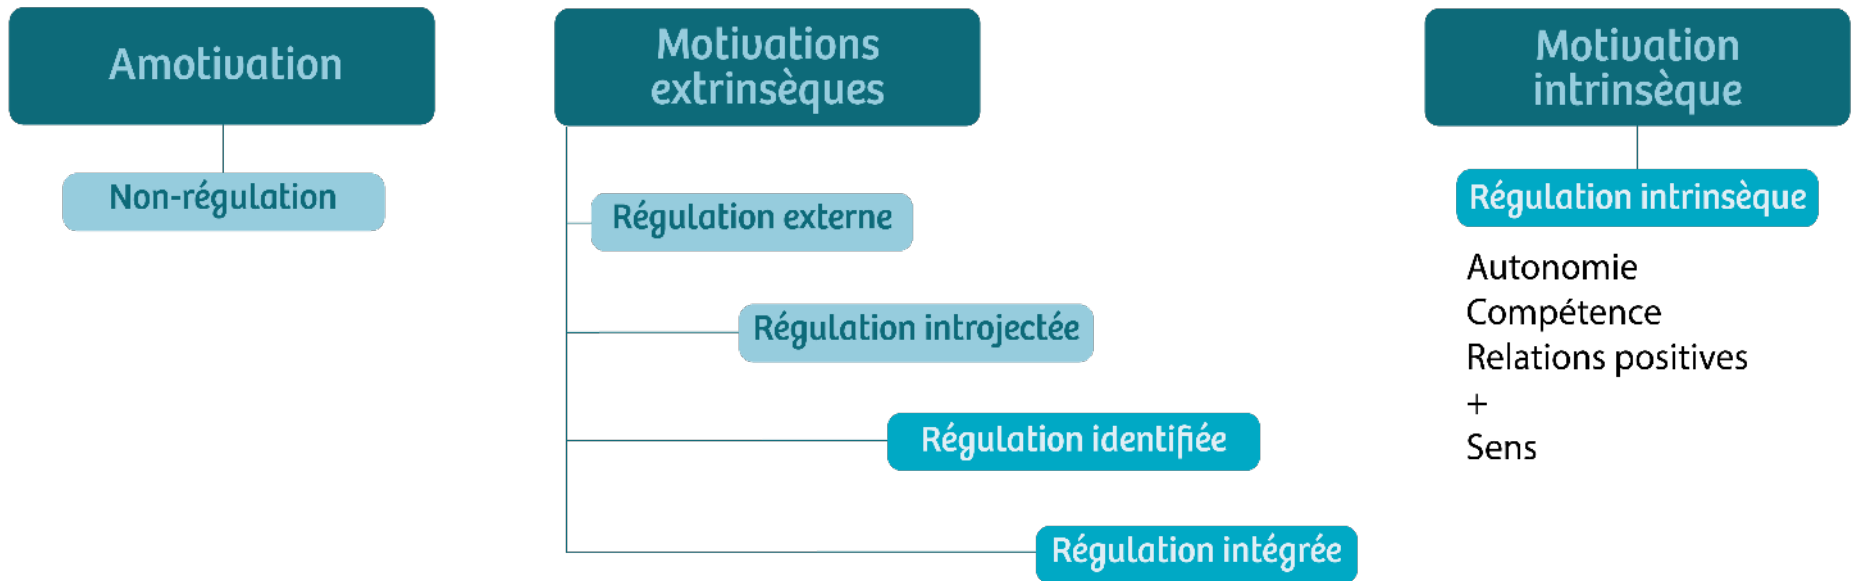 Amotivation
Non-régulation
Motivations
extrinsèques
Régulation externe
Régulation introjectée
Régulation identifiée
Régulation intégrée
Motivation
intrinsèque
Régulation intrinsèque
Autonomie
Compétence
Relations positives
+
Sens